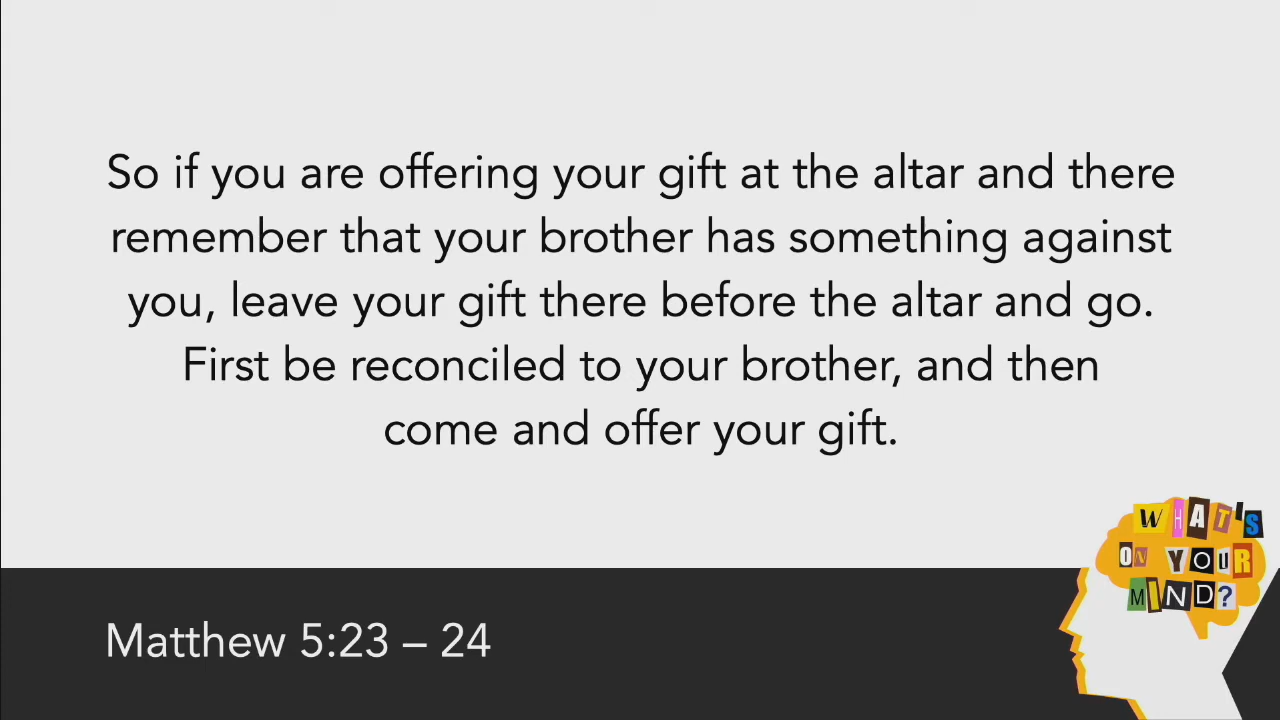 So if you are offering your gift at the altar and there
remember that your brother has something against
you, leave your gift there before the altar and go.
First be reconciled to your brother, and then
come and offer your gift.
Matthew 5:23 – 24
WHAT'S
ON YOUR
MIND?